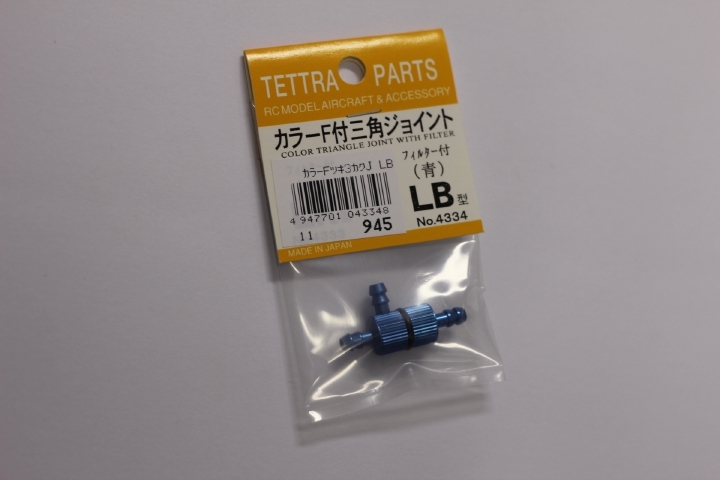 TETTRA PARTS
RC MODEL AIRCRAFT & ACCESSORY
カラーF付三角ジョイント
COLOR TRIANGLE JOINT WITH FILTER
フィルター付
(青)
LB型
No.4334
カラーFツキ3カクJ LB
4 947701 043348
11 945
MADE IN JAPAN